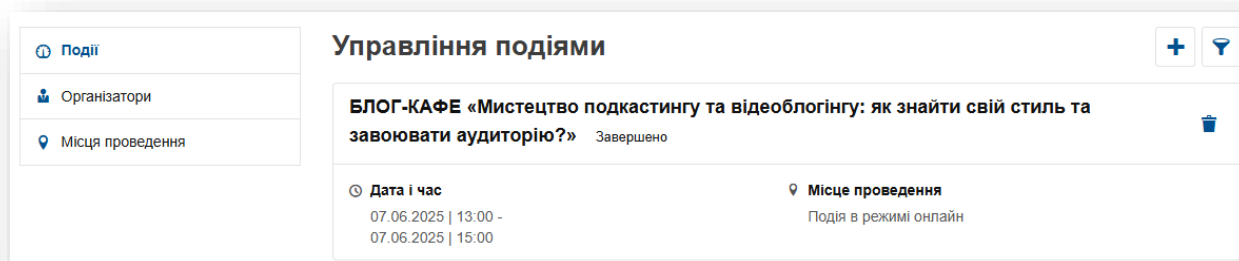 Події
Організатори
Місця проведення
Управління подіями
БЛОГ-КАФЕ «Мистецтво подкастингу та відеоблогінгу: як знайти свій стиль та
завоювати аудиторію?» Завершено
Дата і час
07.06.2025 | 13:00 -
07.06.2025 | 15:00
Місце проведення
Подія в режимі онлайн